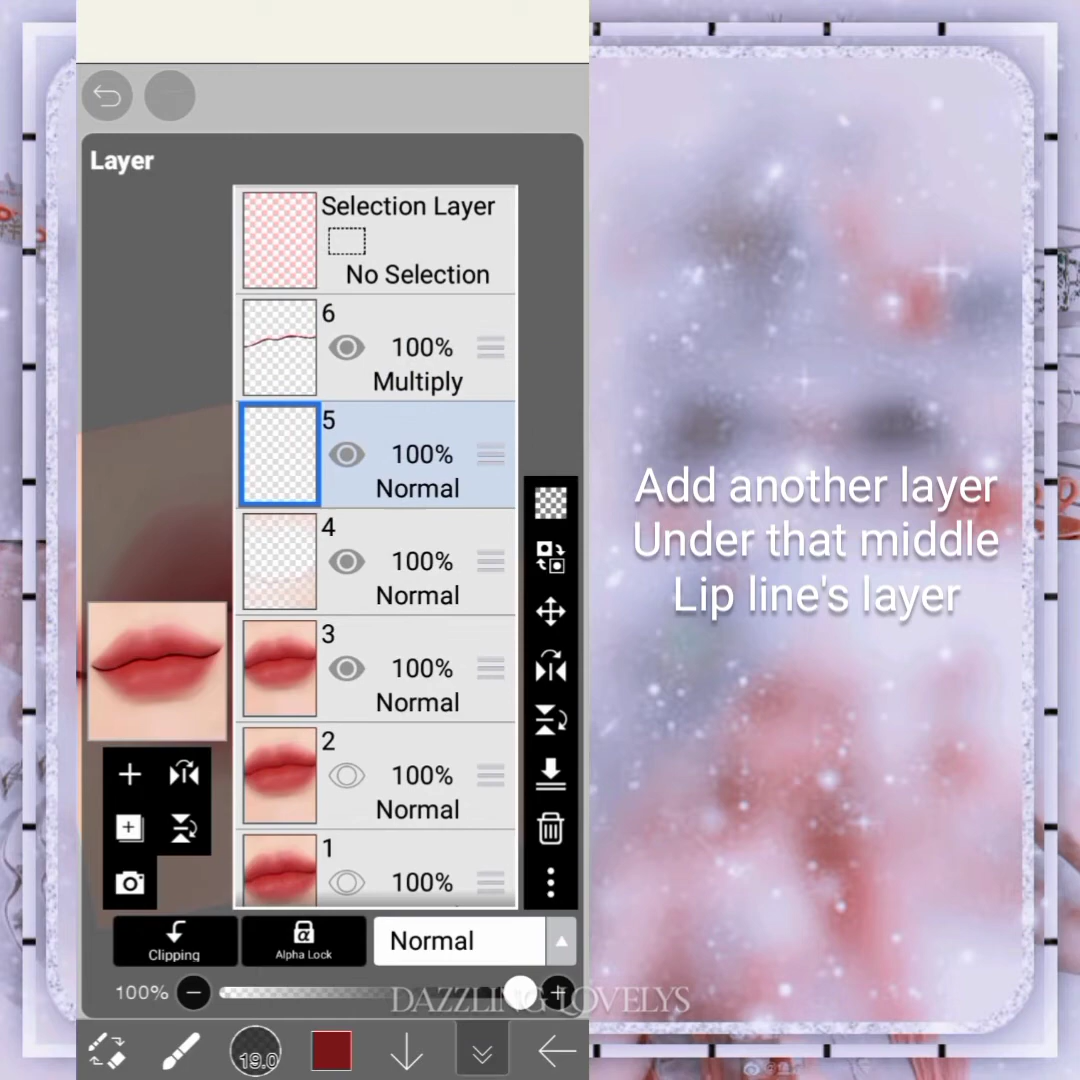 Layer
Selection Layer
No Selection
6
100%
Multiply
5
100%
Normal
4
100%
Normal
3
100%
Normal
2
100%
Normal
1
100%
Clipping
α
Alpha Lock
Normal
100%
19.0
Add another layer
Under that middle
Lip line's layer
DAZZLING LOVELYS